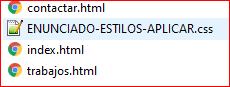 contactar.html
ENUNCIADO-ESTILOS-APLICAR.css
index.html
trabajos.html